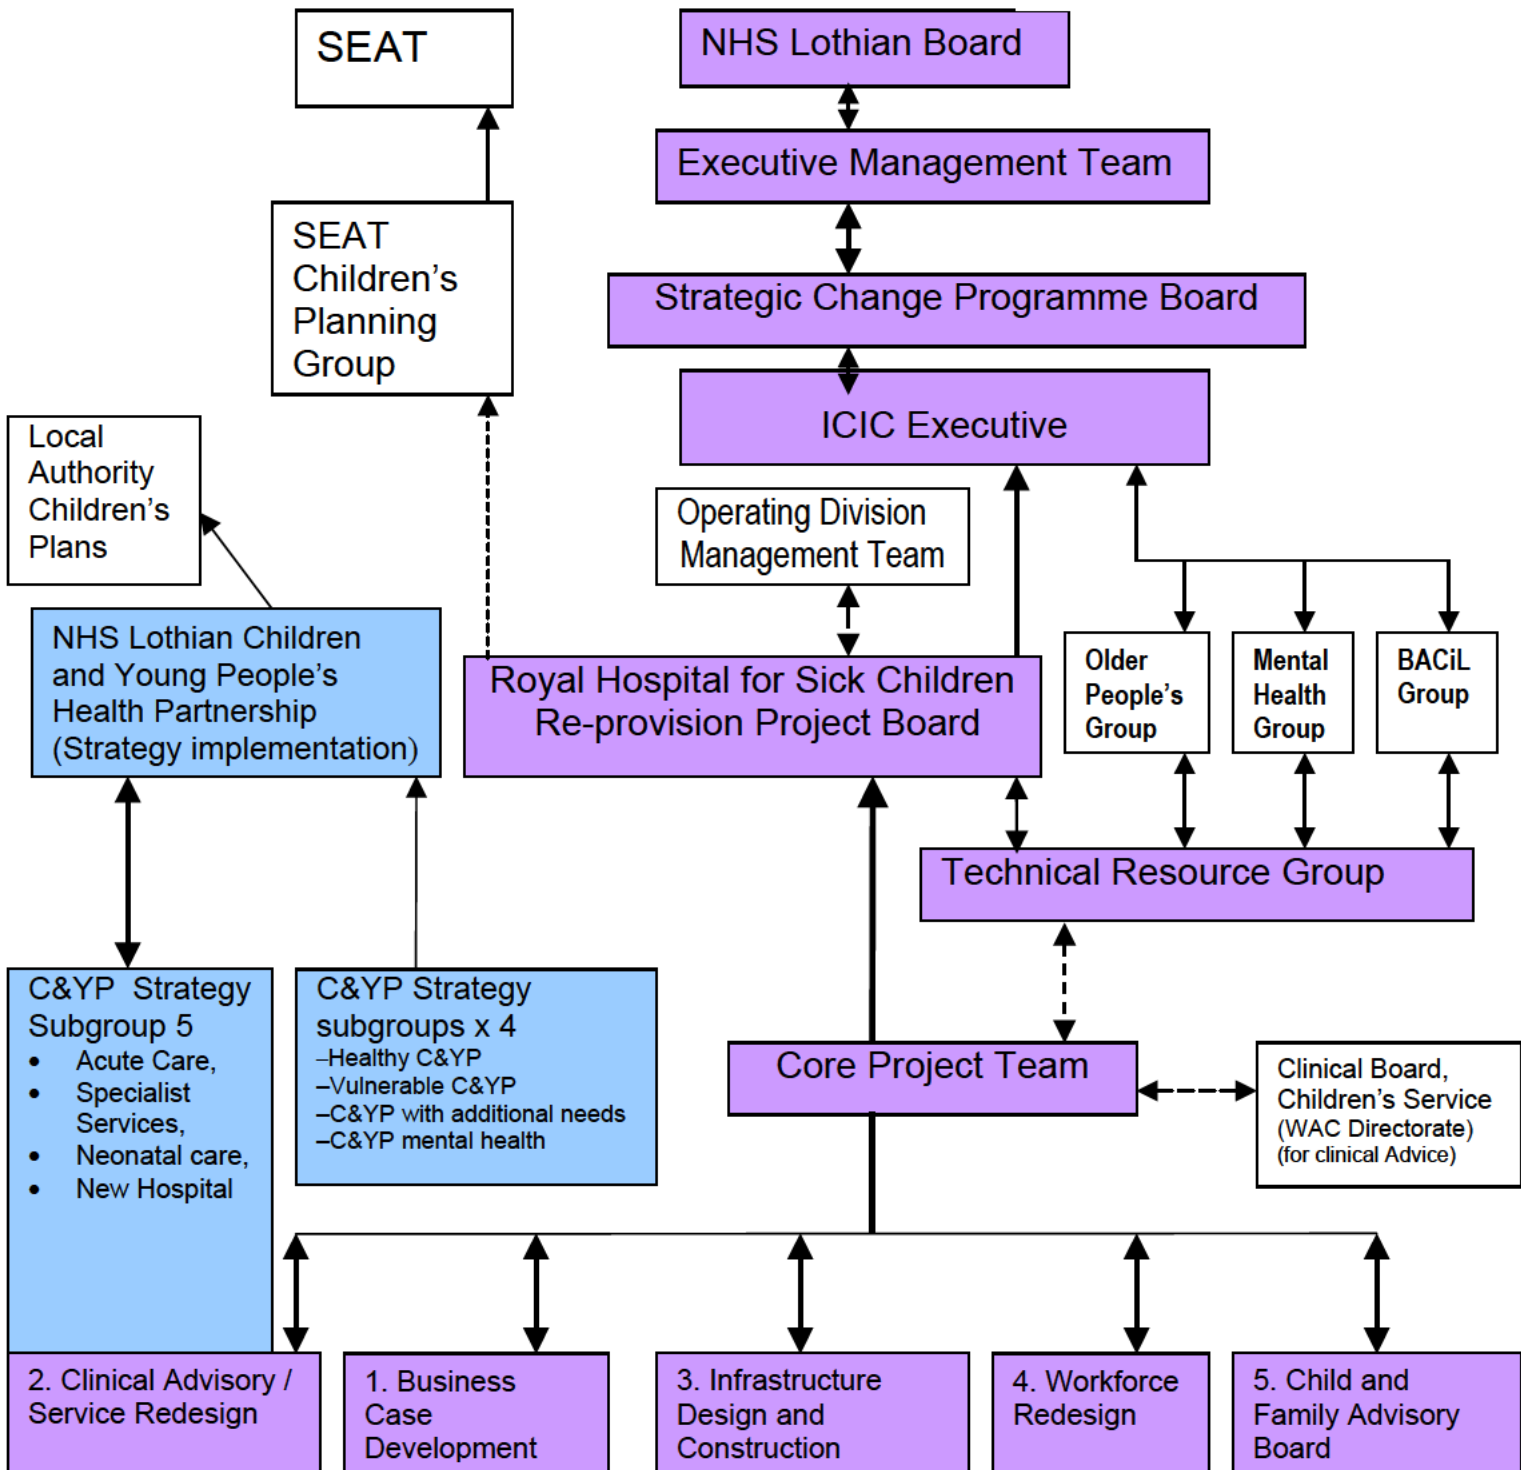 SEAT
NHS Lothian Board
Executive Management Team
SEAT
Children's
Planning
Group
Strategic Change Programme Board
ICIC Executive
Local
Authority
Children's
Plans
Operating Division
Management Team
NHS Lothian Children
and Young People's
Health Partnership
(Strategy implementation)
Royal Hospital for Sick Children
Re-provision Project Board
Older
People's
Group
Mental
Health
Group
BACiL
Group
Technical Resource Group
C&YP Strategy
Subgroup 5
• Acute Care,
• Specialist
Services,
• Neonatal care,
• New Hospital
C&YP Strategy
subgroups x 4
–Healthy C&YP
–Vulnerable C&YP
–C&YP with additional needs
–C&YP mental health
Core Project Team
Clinical Board,
Children's Service
(WAC Directorate)
(for clinical Advice)
2. Clinical Advisory /
Service Redesign
1. Business
Case
Development
3. Infrastructure
Design and
Construction
4. Workforce
Redesign
5. Child and
Family Advisory
Board